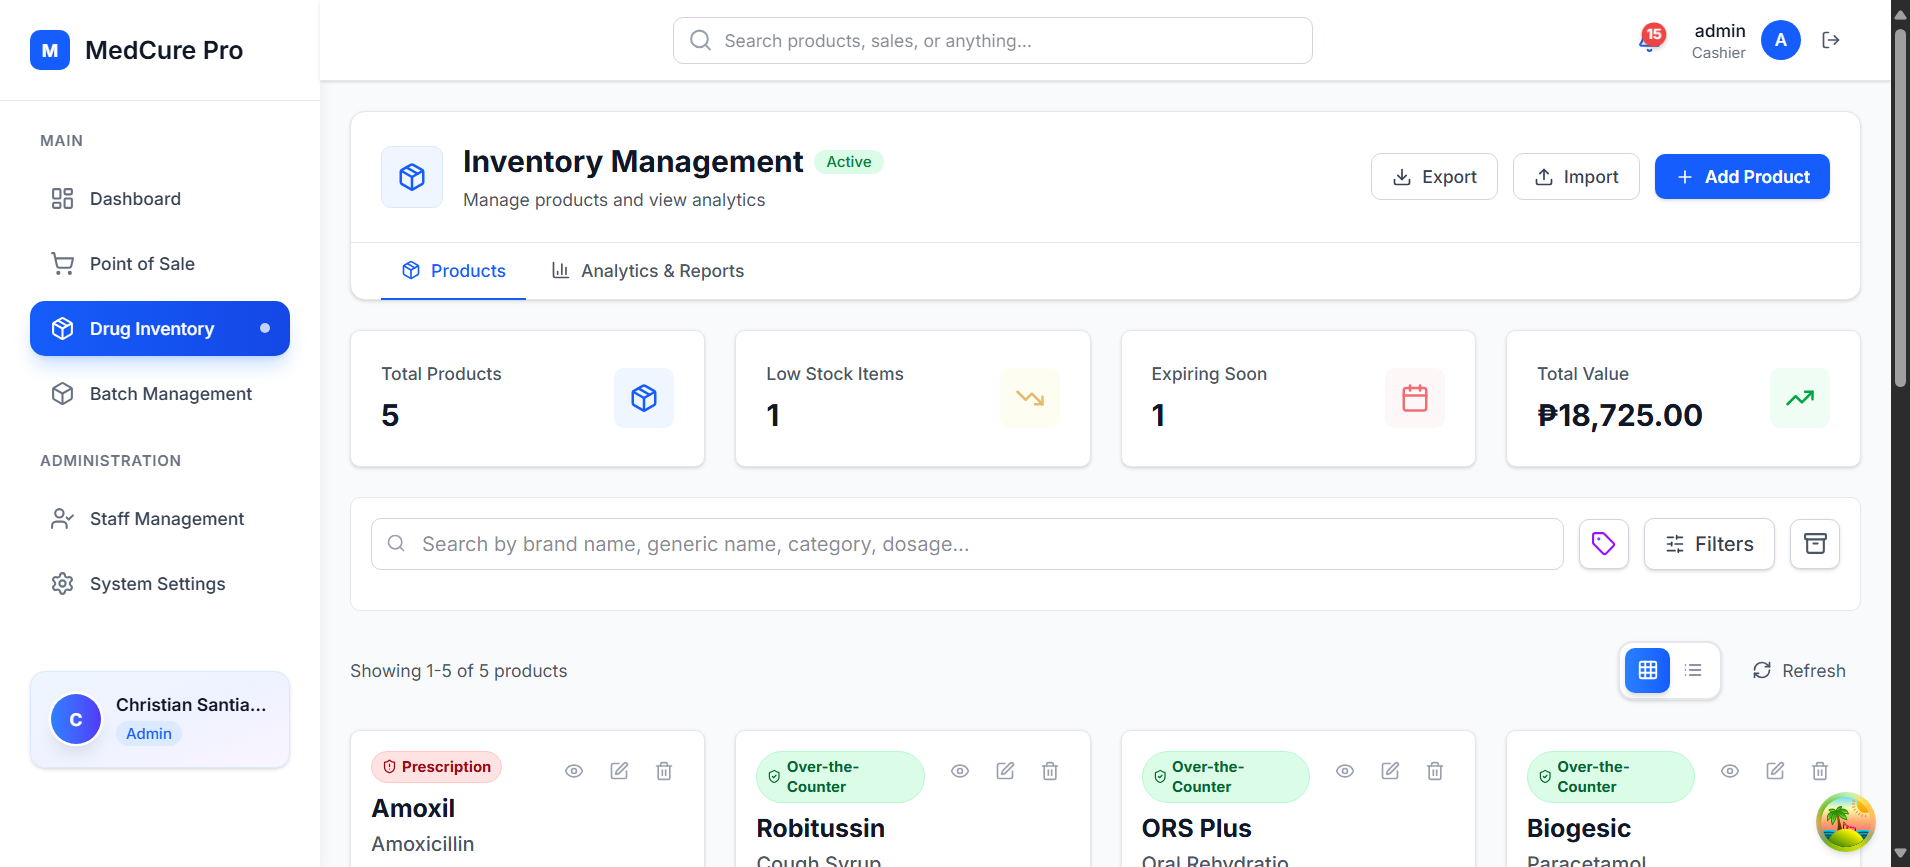 M
MedCure Pro
Search products, sales, or anything...
15
admin
Cashier
A
MAIN
Dashboard
Point of Sale
Drug Inventory
Batch Management
ADMINISTRATION
Staff Management
System Settings
C
Christian Santia...
Admin
Inventory Management
Active
Manage products and view analytics
Export
Import
Add Product
Products
Analytics & Reports
Total Products
5
Low Stock Items
1
Expiring Soon
1
Total Value
₱18,725.00
Search by brand name, generic name, category, dosage...
Filters
Showing 1-5 of 5 products
Refresh
Prescription
Amoxil
Amoxicillin
Over-the-
Counter
Robitussin
Cough Syrup
Over-the-
Counter
ORS Plus
Oral Rehydratio
Over-the-
Counter
Biogesic
Paracetamol